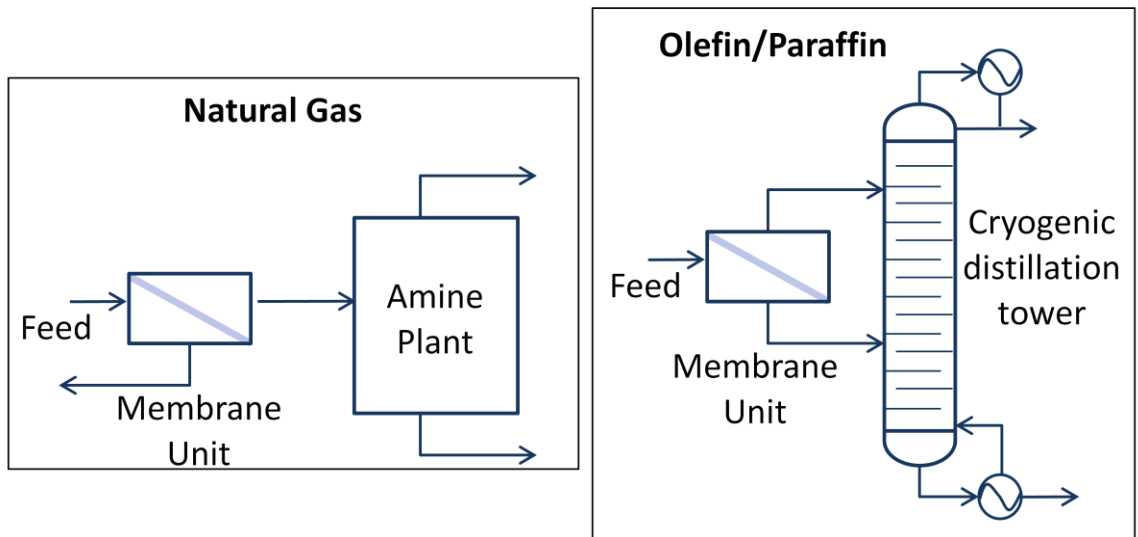 Natural Gas
Feed
Membrane
Unit
Amine
Plant
Olefin/Paraffin
Feed
Membrane
Unit
Cryogenic
distillation
tower